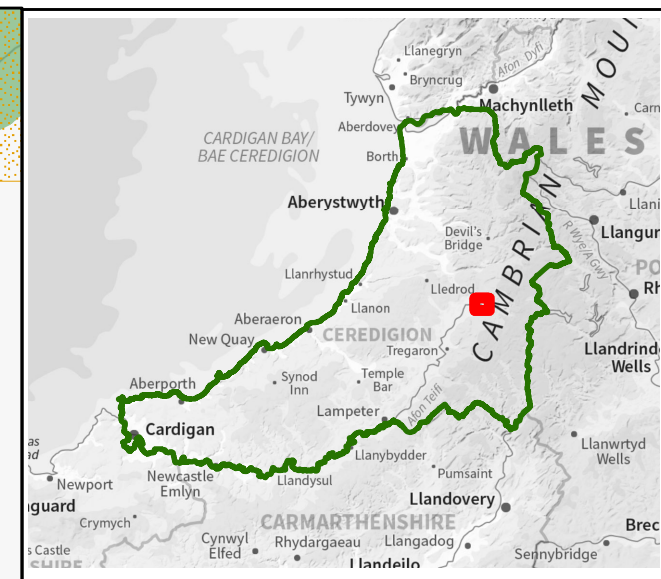 Llanegryn
Afon Dyfi
MOU
Bryncrug
Tywyn
Machynlleth
Carn
Aberdovey
CARDIGAN BAY/
BAE CEREDIGION
WALES
Borth
Aberystwyth
Llani
Llangur
Devil's
Bridge
R Wye/A Gwy
CAMBRIAN
PO
Llanrhystud
Lledrod
Rh
Llanon
Aberaeron
CEREDIGION
New Quay
Tregaron
Llandrind
Wells
Aberporth
Synod
Inn
Temple
Bar
Afon Teifi
Lampeter
Cardigan
as
ad
Llanwrtyd
Wells
Llanybydder
Newport
Newcastle
Emlyn
Llandysul
Pumsaint
guard
Llandovery
Crymych
CARMARTHENSHIRE
Brec
s Castle
Cynwyl
Elfed
Rhydargaeau
Llangadog
Sennybridge
SHIRE
Llandeilo